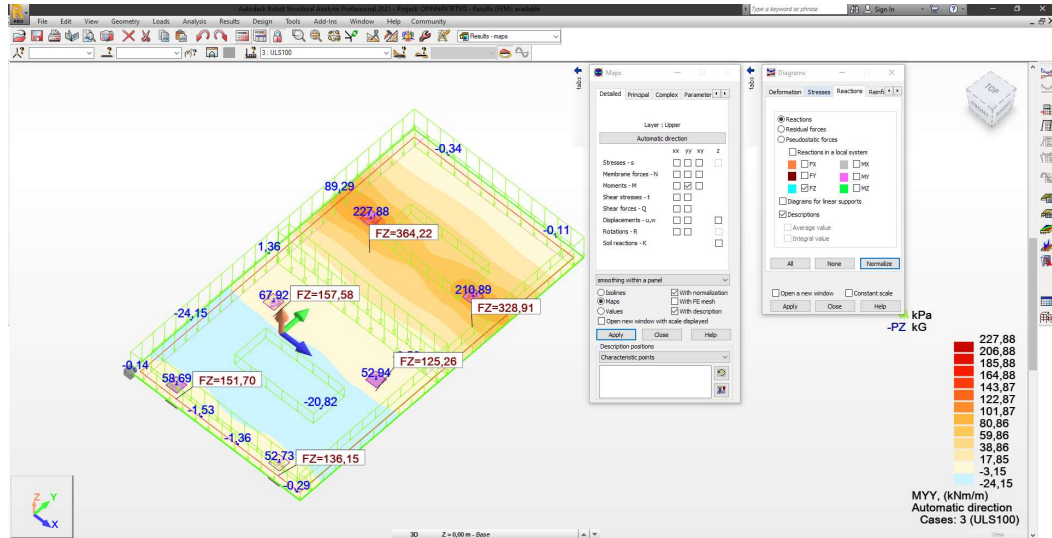 Autodesk Robot Structural Analysis Professional 2021 - Project: OPINNAYTETYO - Results (FEM): available
Type a keyword or phrase
Sign In
PRO
File Edit View Geometry Loads Analysis Results Design Tools Add-Ins Window Help Community
Results - maps
3 : ULS100
tabs
Maps
Detailed Principal Complex Parameter
Layer : Upper
Automatic direction
xx yy xy z
Stresses - s
Membrane forces - N
Moments - M
Shear stresses - t
Shear forces - Q
Displacements - u,w
Rotations - R
Soil reactions - K
smoothing within a panel
Isolines
Maps
Values
With normalization
With FE mesh
With description
Open new window with scale displayed
Apply Close Help
Description positions
Characteristic points
tabs
Diagrams
Deformation Stresses Reactions Reinf
Reactions
Residual forces
Pseudostatic forces
Reactions in a local system
FX MX
FY MY
FZ MZ
Diagrams for linear supports
Descriptions
Average value
Integral value
All None Normalize
Open a new window Constant scale
Apply Close Help
TOP
-0,34
89,29
227,88
FZ=364,22
-0,11
1,36
210,89
FZ=328,91
67,92
FZ=157,58
-24,15
FZ=125,26
52,94
-0,14
58,69
FZ=151,70
-20,82
-1,53
-1,36
52,73
FZ=136,15
-0,29
kPa
-PZ kG
227,88
206,88
185,88
164,88
143,87
122,87
101,87
80,86
59,86
38,86
17,85
-3,15
-24,15
MYY, (kNm/m)
Automatic direction
Cases: 3 (ULS100)
Z
Y
X
3D Z = 0,00 m - Base
View